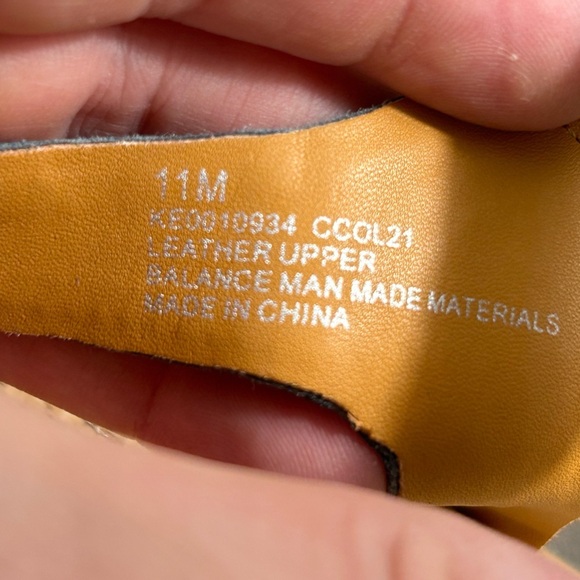 11M
KE0010934 CCOL21
LEATHER UPPER
BALANCE MAN MADE MATERIALS
MADE IN CHINA